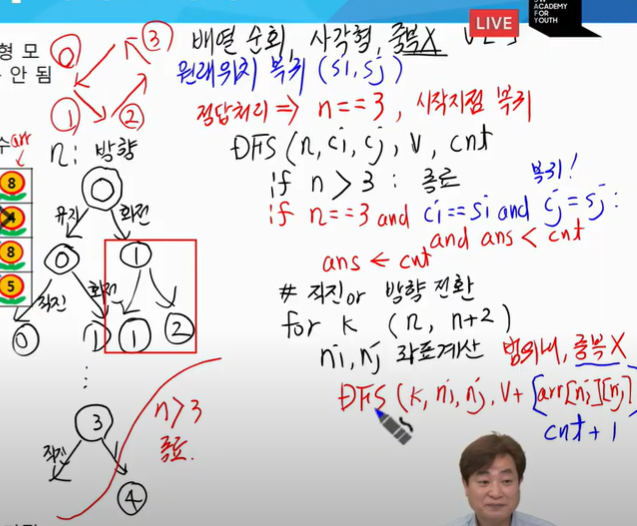 ACADEMY
FOR
YOUTH
LIVE
형 모
안 됨
0
3
1
2
배열 순회, 사각형, 중복X
원래위치 복귀 (si, sj)
정답처리 ⇒ n==3, 시작지점 복귀
수 arr
8
4
8
5
n: 방향
0
유지
회전
0
1
직진
회전
0
1
1
2
⋮
3
직진
4
n>3
종료
DFS (n, ci, cj, v, cnt
if n > 3 : 종료
복귀!
if n==3 and ci==si and cj=sj:
and ans < cnt
ans ← cnt
# 직진 or 방향 전환
for k (n, n+2)
ni, nj 좌표계산 범위내, 중복X
DFS (k, ni, nj, v+ [arr[ni][nj]
cnt + 1